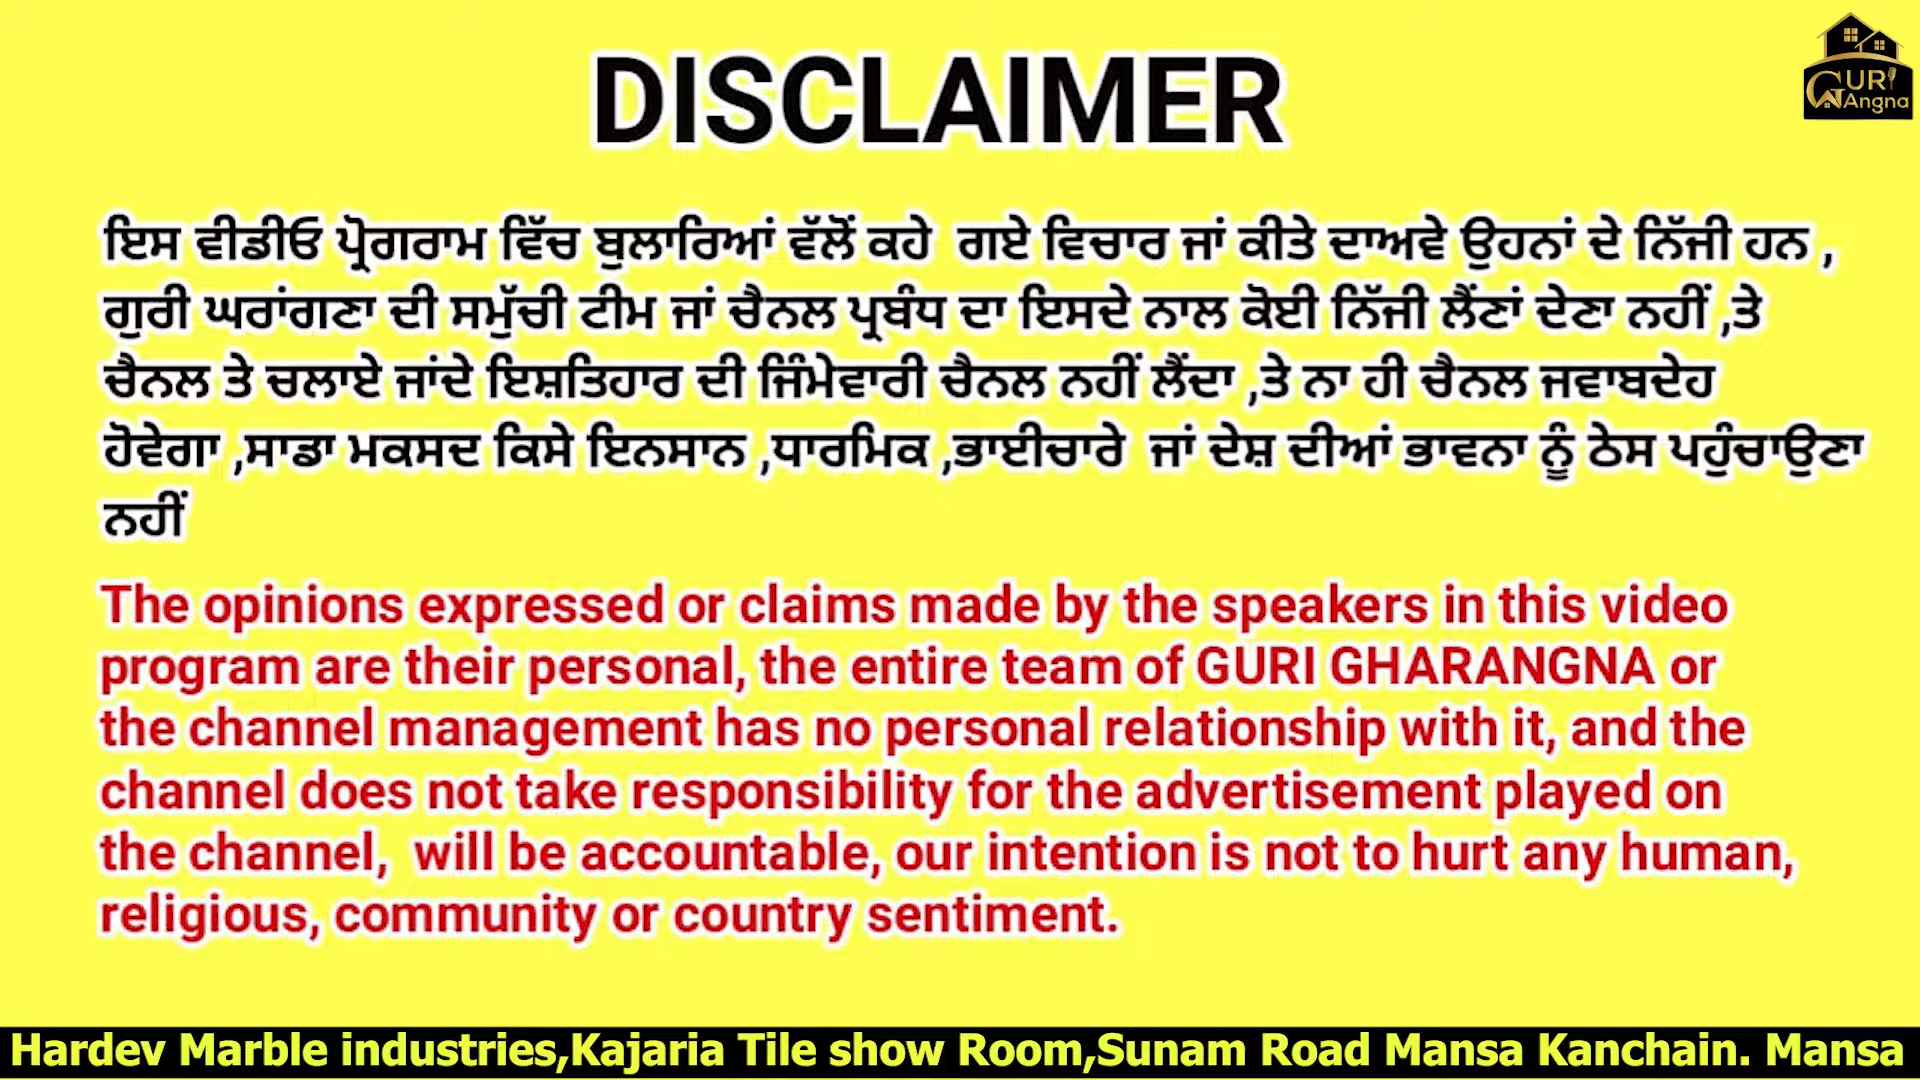 GURI
Angna
DISCLAIMER
ਇਸ ਵੀਡੀਓ ਪ੍ਰੋਗਰਾਮ ਵਿੱਚ ਬੁਲਾਰਿਆਂ ਵੱਲੋਂ ਕਹੇ ਗਏ ਵਿਚਾਰ ਜਾਂ ਕੀਤੇ ਦਾਅਵੇ ਉਹਨਾਂ ਦੇ ਨਿੱਜੀ ਹਨ ,
ਗੁਰੀ ਘਰਾਂਗਣਾ ਦੀ ਸਮੁੱਚੀ ਟੀਮ ਜਾਂ ਚੈਨਲ ਪ੍ਰਬੰਧ ਦਾ ਇਸਦੇ ਨਾਲ ਕੋਈ ਨਿੱਜੀ ਲੈਂਣਾਂ ਦੇਣਾ ਨਹੀਂ ,ਤੇ
ਚੈਨਲ ਤੇ ਚਲਾਏ ਜਾਂਦੇ ਇਸ਼ਤਿਹਾਰ ਦੀ ਜਿੰਮੇਵਾਰੀ ਚੈਨਲ ਨਹੀਂ ਲੈਂਦਾ ,ਤੇ ਨਾ ਹੀ ਚੈਨਲ ਜਵਾਬਦੇਹ
ਹੋਵੇਗਾ ,ਸਾਡਾ ਮਕਸਦ ਕਿਸੇ ਇਨਸਾਨ ,ਧਾਰਮਿਕ ,ਭਾਈਚਾਰੇ ਜਾਂ ਦੇਸ਼ ਦੀਆਂ ਭਾਵਨਾ ਨੂੰ ਠੇਸ ਪਹੁੰਚਾਉਣਾ
ਨਹੀਂ
The opinions expressed or claims made by the speakers in this video
program are their personal, the entire team of GURI GHARANGNA or
the channel management has no personal relationship with it, and the
channel does not take responsibility for the advertisement played on
the channel, will be accountable, our intention is not to hurt any human,
religious, community or country sentiment.
Hardev Marble industries,Kajaria Tile show Room,Sunam Road Mansa Kanchain. Mansa